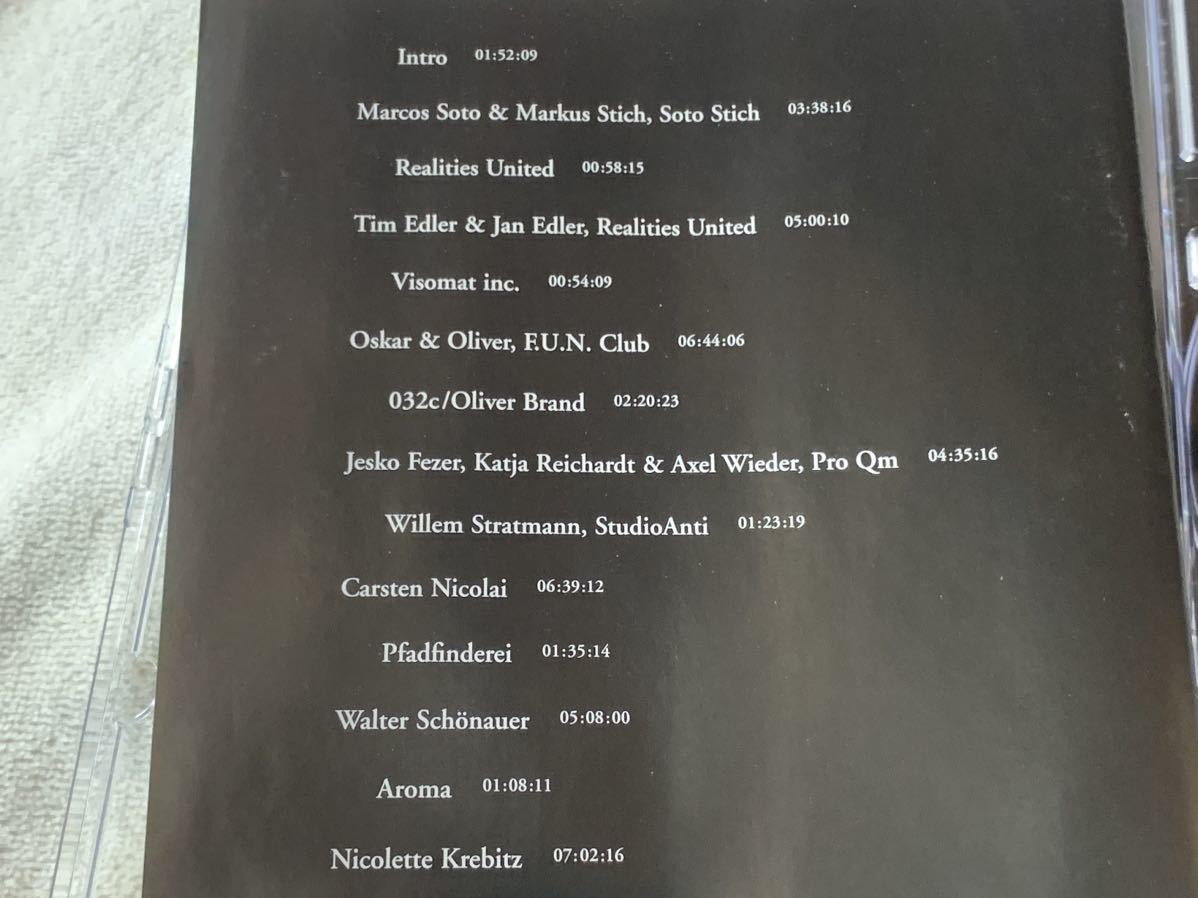 Intro 01:52:09
Marcos Soto & Markus Stich, Soto Stich 03:38:16
Realities United 00:58:15
Tim Edler & Jan Edler, Realities United 05:00:10
Visomat inc. 00:54:09
Oskar & Oliver, F.U.N. Club 06:44:06
032c/Oliver Brand 02:20:23
Jesko Fezer, Katja Reichardt & Axel Wieder, Pro Qm 04:35:16
Willem Stratmann, StudioAnti 01:23:19
Carsten Nicolai 06:39:12
Pfadfinderei 01:35:14
Walter Schönauer 05:08:00
Aroma 01:08:11
Nicolette Krebitz 07:02:16